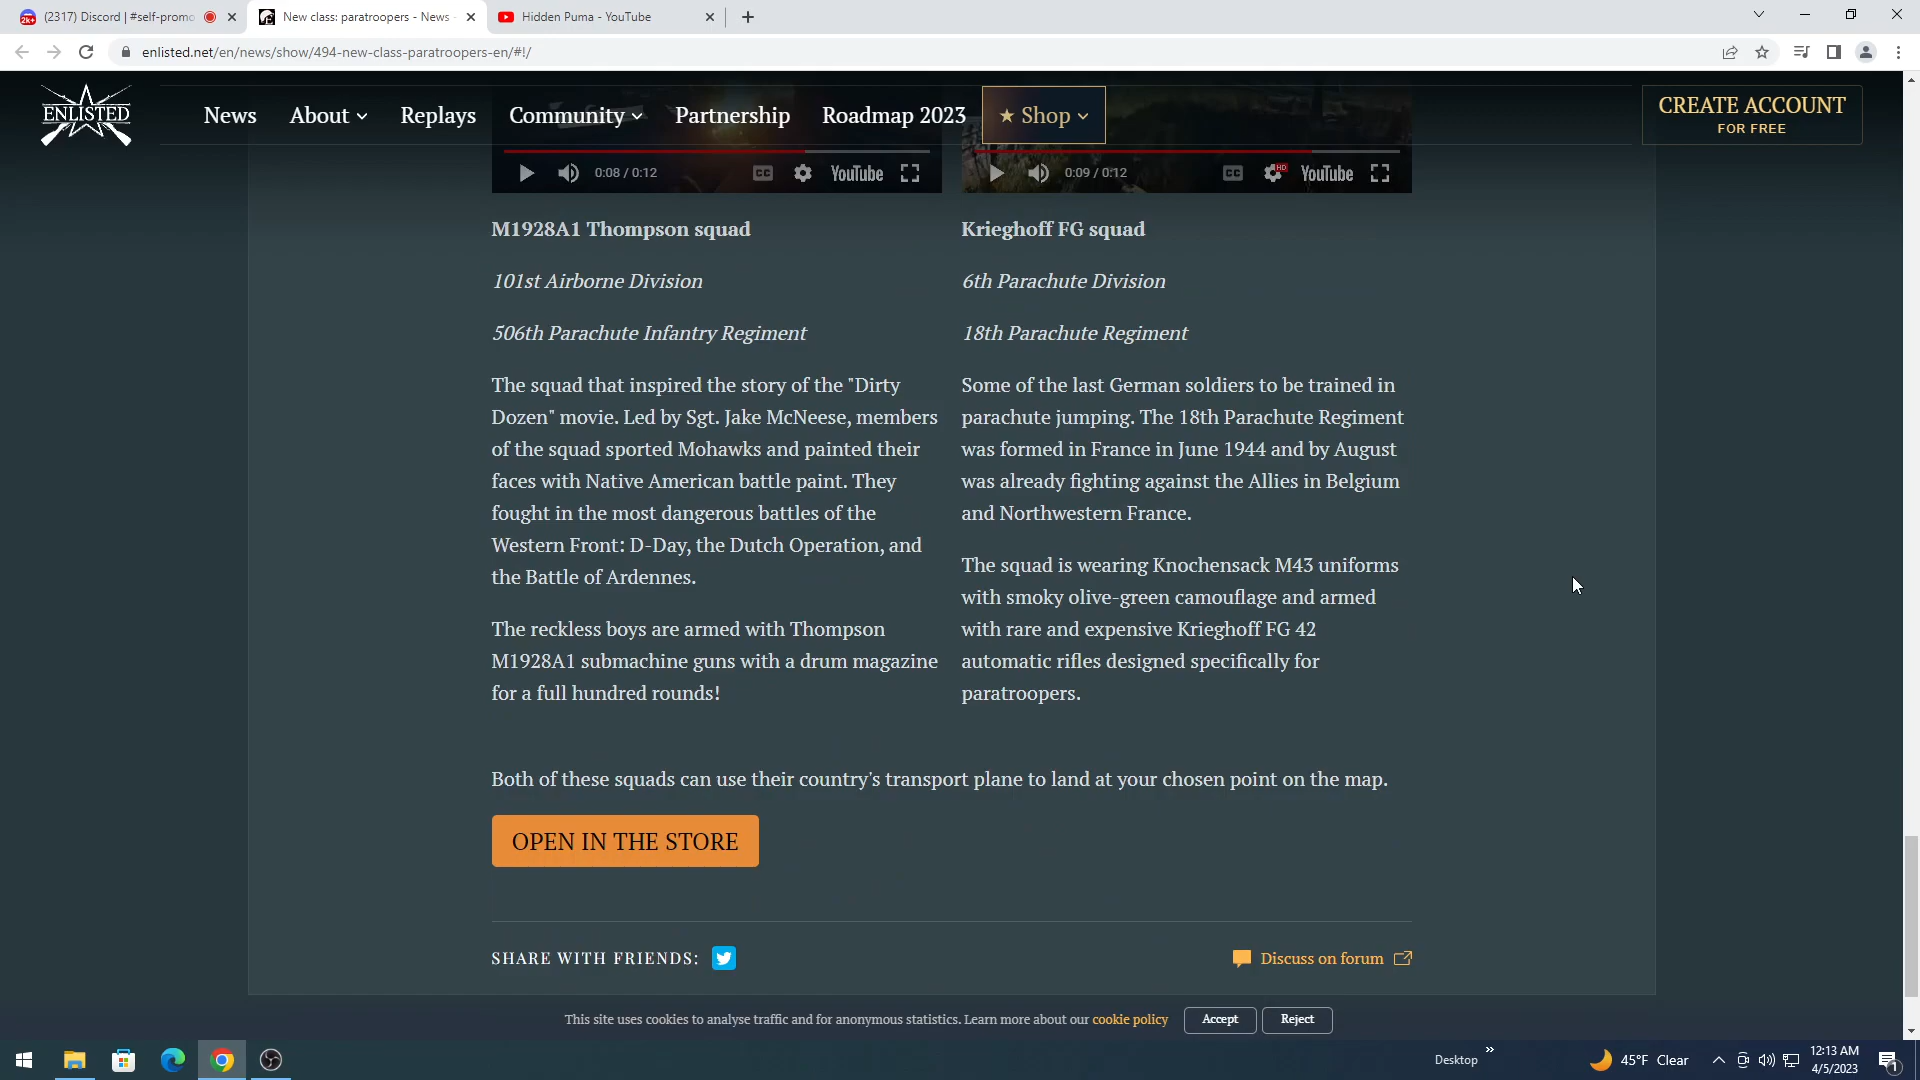 (2317) Discord | #self-promo
New class: paratroopers - News -
Hidden Puma - YouTube
enlisted.net/en/news/show/494-new-class-paratroopers-en/#!/
ENLISTED
News
About
Replays
Community
Partnership
Roadmap 2023
★ Shop
CREATE ACCOUNT
FOR FREE
0:08 / 0:12
CC
YouTube
0:09 / 0:12
CC
HD
YouTube
M1928A1 Thompson squad
101st Airborne Division
506th Parachute Infantry Regiment
The squad that inspired the story of the "Dirty
Dozen" movie. Led by Sgt. Jake McNeese, members
of the squad sported Mohawks and painted their
faces with Native American battle paint. They
fought in the most dangerous battles of the
Western Front: D-Day, the Dutch Operation, and
the Battle of Ardennes.
The reckless boys are armed with Thompson
M1928A1 submachine guns with a drum magazine
for a full hundred rounds!
Krieghoff FG squad
6th Parachute Division
18th Parachute Regiment
Some of the last German soldiers to be trained in
parachute jumping. The 18th Parachute Regiment
was formed in France in June 1944 and by August
was already fighting against the Allies in Belgium
and Northwestern France.
The squad is wearing Knochensack M43 uniforms
with smoky olive-green camouflage and armed
with rare and expensive Krieghoff FG 42
automatic rifles designed specifically for
paratroopers.
Both of these squads can use their country's transport plane to land at your chosen point on the map.
OPEN IN THE STORE
SHARE WITH FRIENDS:
Discuss on forum
This site uses cookies to analyse traffic and for anonymous statistics. Learn more about our cookie policy
Accept
Reject
Desktop
45°F Clear
12:13 AM
4/5/2023
1